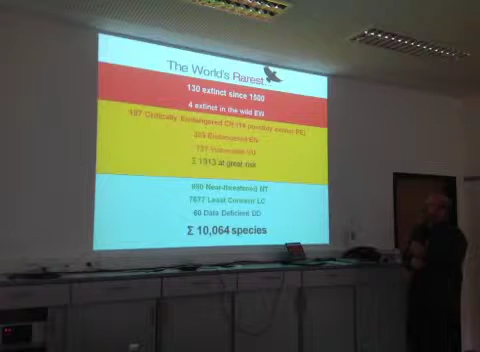 The World's Rarest
130 extinct since 1500
4 extinct in the wild EW
197 Critically Endangered CR (14 possibly extinct PE)
Endangered EN
Vulnerable VU
Σ 1313 at great risk
Near-threatened NT
7677 Least Concern LC
60 Data Deficient DD
Σ 10,064 species